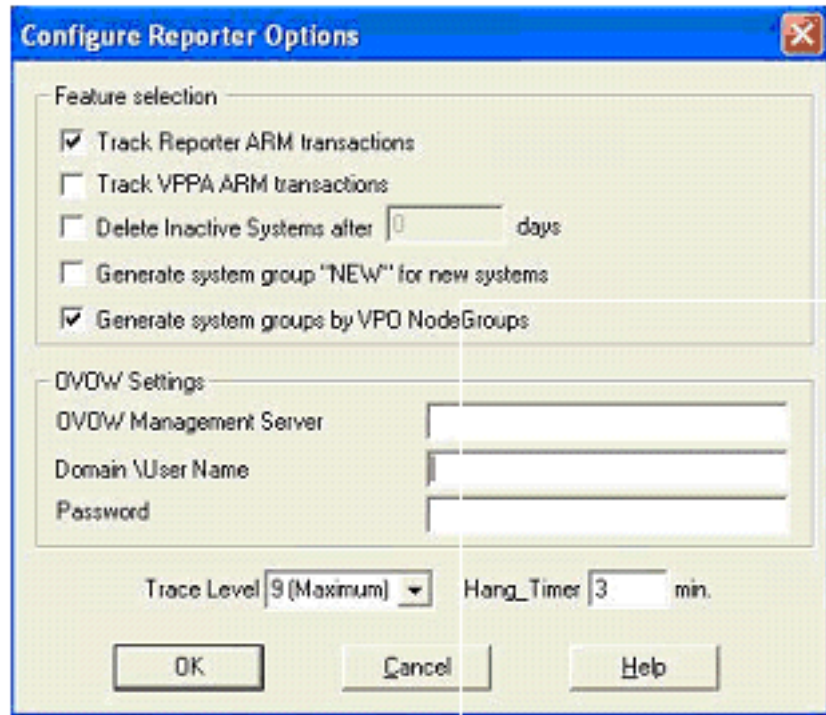 Configure Reporter Options
Feature selection
Track Reporter ARM transactions
Track VPPA ARM transactions
Delete Inactive Systems after 0 days
Generate system group "NEW" for new systems
Generate system groups by VPO NodeGroups
OVOW Settings
OVOW Management Server
Domain \User Name
Password
Trace Level 9 (Maximum) Hang_Timer 3 min.
OK Cancel Help